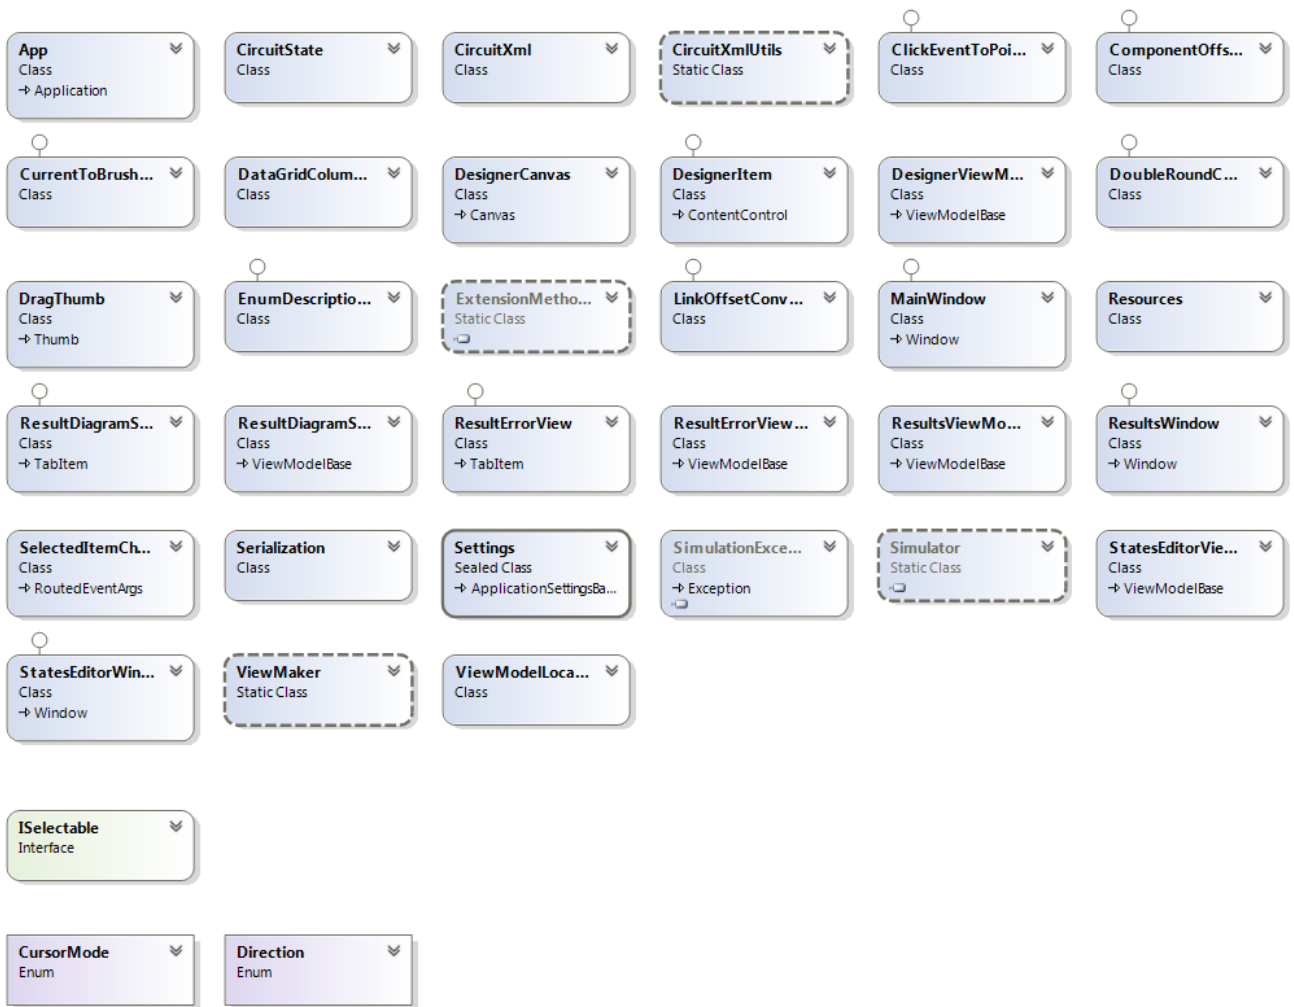 App
Class
Application
CircuitState
Class
CircuitXml
Class
CircuitXmlUtils
Static Class
ClickEventToPoi...
Class
ComponentOffs...
Class
CurrentToBrush...
Class
DataGridColum...
Class
DesignerCanvas
Class
Canvas
DesignerItem
Class
ContentControl
DesignerViewM...
Class
ViewModelBase
DoubleRoundC...
Class
DragThumb
Class
Thumb
EnumDescriptio...
Class
ExtensionMetho...
Static Class
LinkOffsetConv...
Class
MainWindow
Class
Window
Resources
Class
ResultDiagramS...
Class
TabItem
ResultDiagramS...
Class
ViewModelBase
ResultErrorView
Class
TabItem
ResultErrorView...
Class
ViewModelBase
ResultsViewMo...
Class
ViewModelBase
ResultsWindow
Class
Window
SelectedItemCh...
Class
RoutedEventArgs
Serialization
Class
Settings
Sealed Class
ApplicationSettingsBa...
SimulationExce...
Class
Exception
Simulator
Static Class
StatesEditorVie...
Class
ViewModelBase
StatesEditorWin...
Class
Window
ViewMaker
Static Class
ViewModelLoca...
Class
ISelectable
Interface
CursorMode
Enum
Direction
Enum